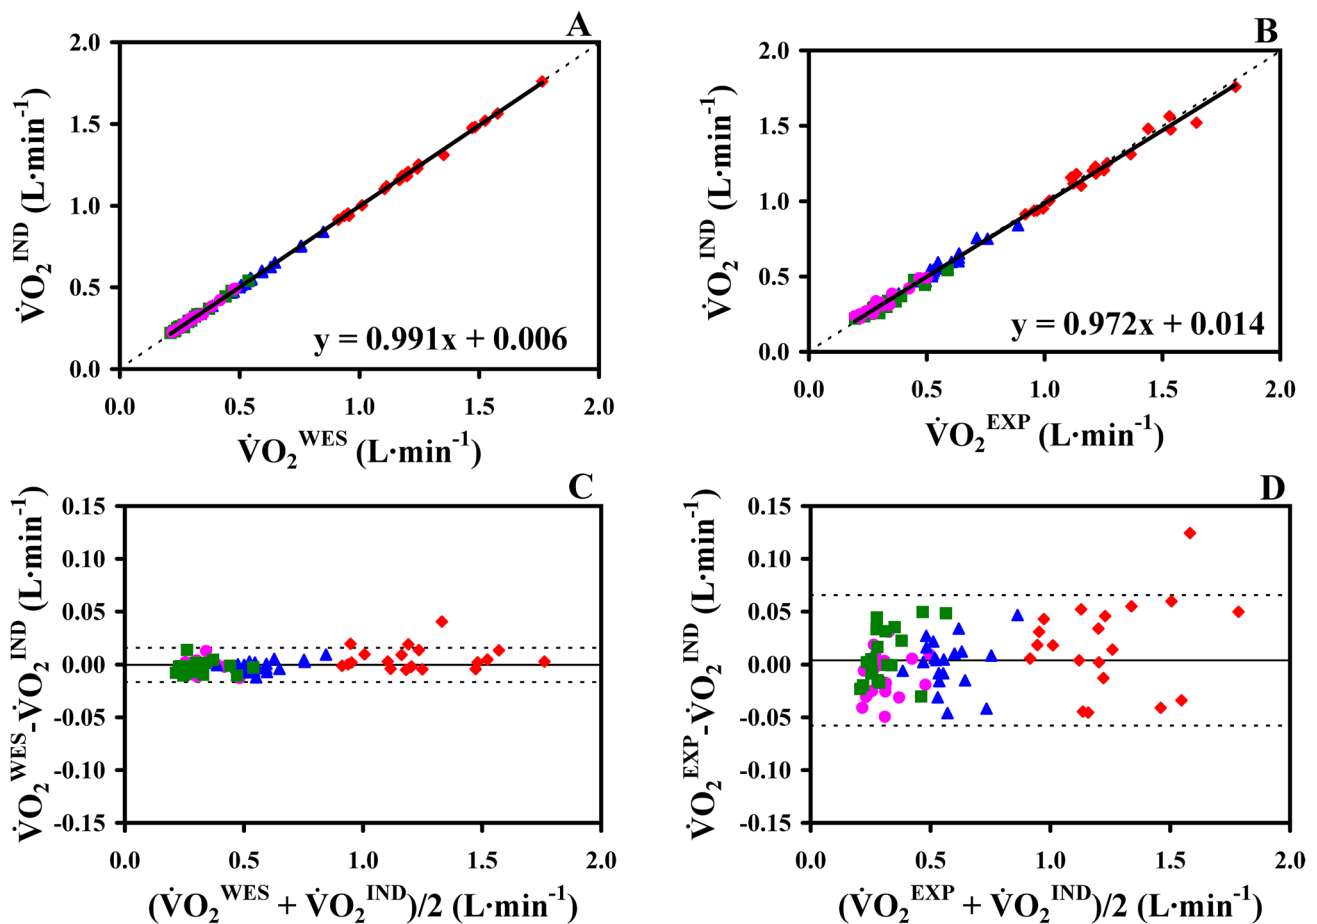 A
2.0
1.5
1.0
0.5
0.0
V̇O₂ᴵᴺᴰ (L·min⁻¹)
y = 0.991x + 0.006
0.0 0.5 1.0 1.5 2.0
V̇O₂ᵂᴱˢ (L·min⁻¹)
B
2.0
1.5
1.0
0.5
0.0
V̇O₂ᴵᴺᴰ (L·min⁻¹)
y = 0.972x + 0.014
0.0 0.5 1.0 1.5 2.0
V̇O₂ᴱˣᴾ (L·min⁻¹)
C
0.15
0.10
0.05
0.00
-0.05
-0.10
-0.15
V̇O₂ᵂᴱˢ-V̇O₂ᴵᴺᴰ (L·min⁻¹)
0.0 0.5 1.0 1.5 2.0
(V̇O₂ᵂᴱˢ + V̇O₂ᴵᴺᴰ)/2 (L·min⁻¹)
D
0.15
0.10
0.05
0.00
-0.05
-0.10
-0.15
V̇O₂ᴱˣᴾ-V̇O₂ᴵᴺᴰ (L·min⁻¹)
0.0 0.5 1.0 1.5 2.0
(V̇O₂ᴱˣᴾ + V̇O₂ᴵᴺᴰ)/2 (L·min⁻¹)